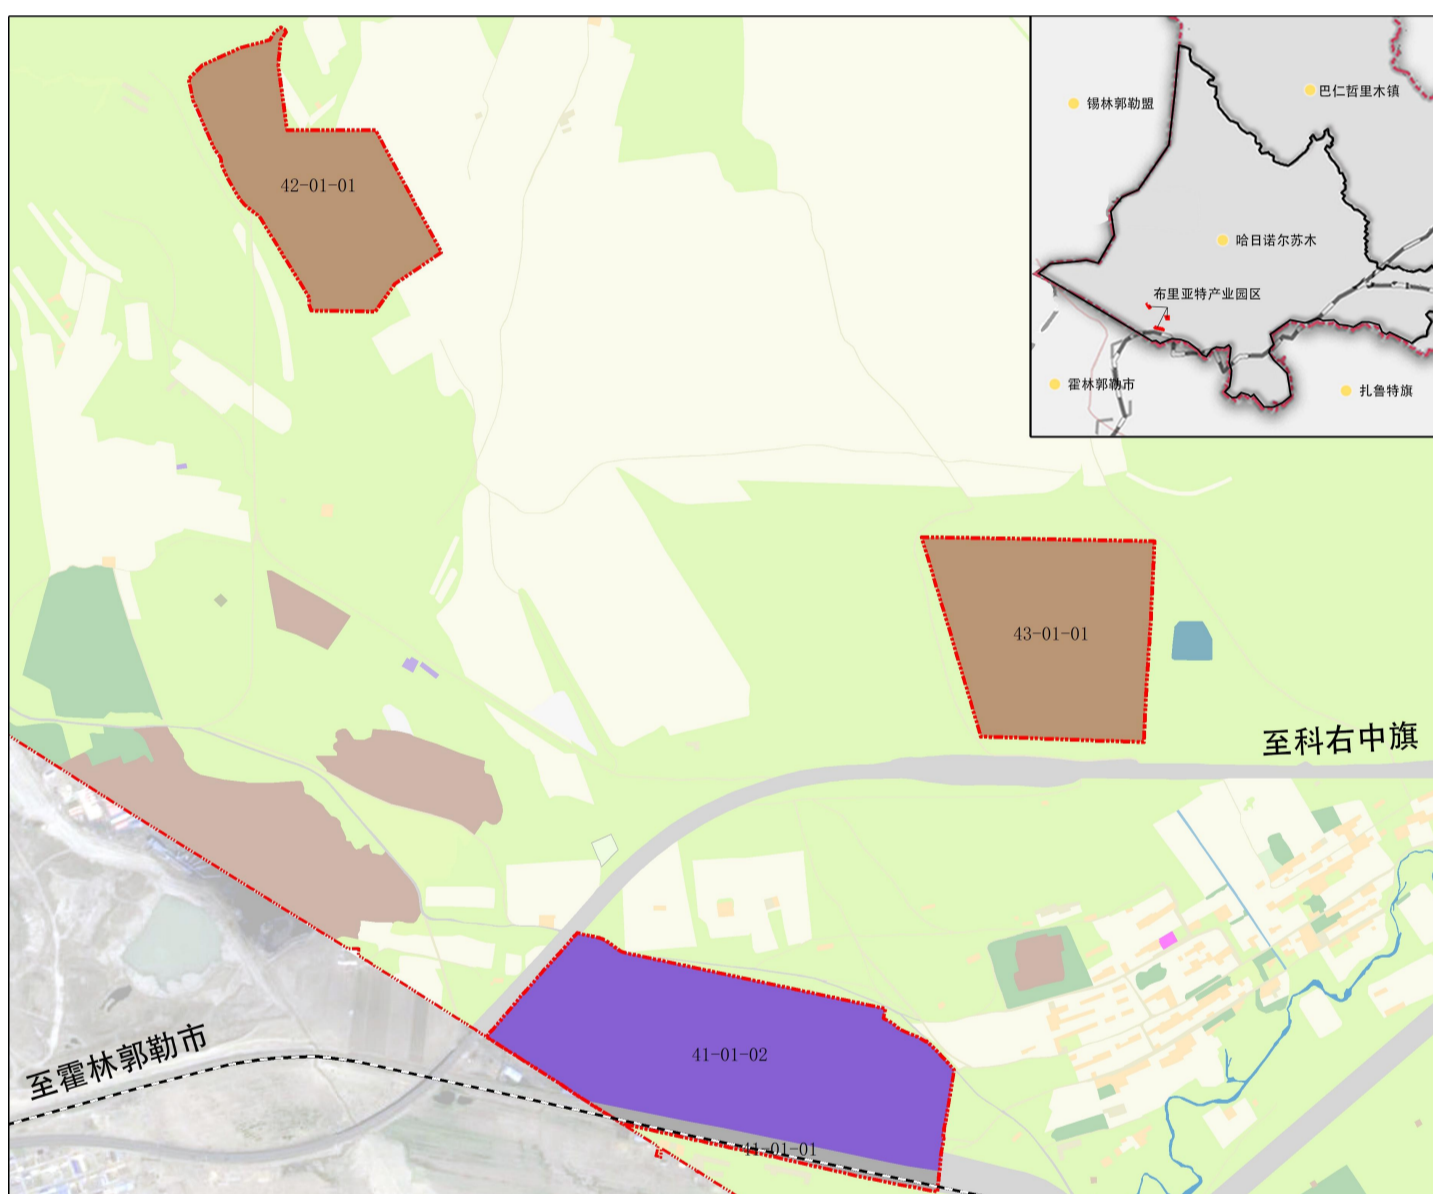 42-01-01
锡林郭勒盟
巴仁哲里木镇
哈日诺尔苏木
布里亚特产业园区
霍林郭勒市
扎鲁特旗
43-01-01
至科右中旗
至霍林郭勒市
41-01-02
41-01-01